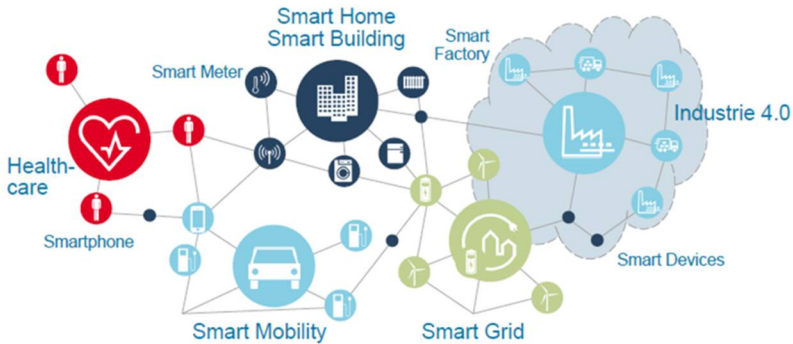 Smart Home
Smart Building
Smart
Factory
Smart Meter
Industrie 4.0
Health-
care
Smartphone
Smart Devices
Smart Mobility
Smart Grid